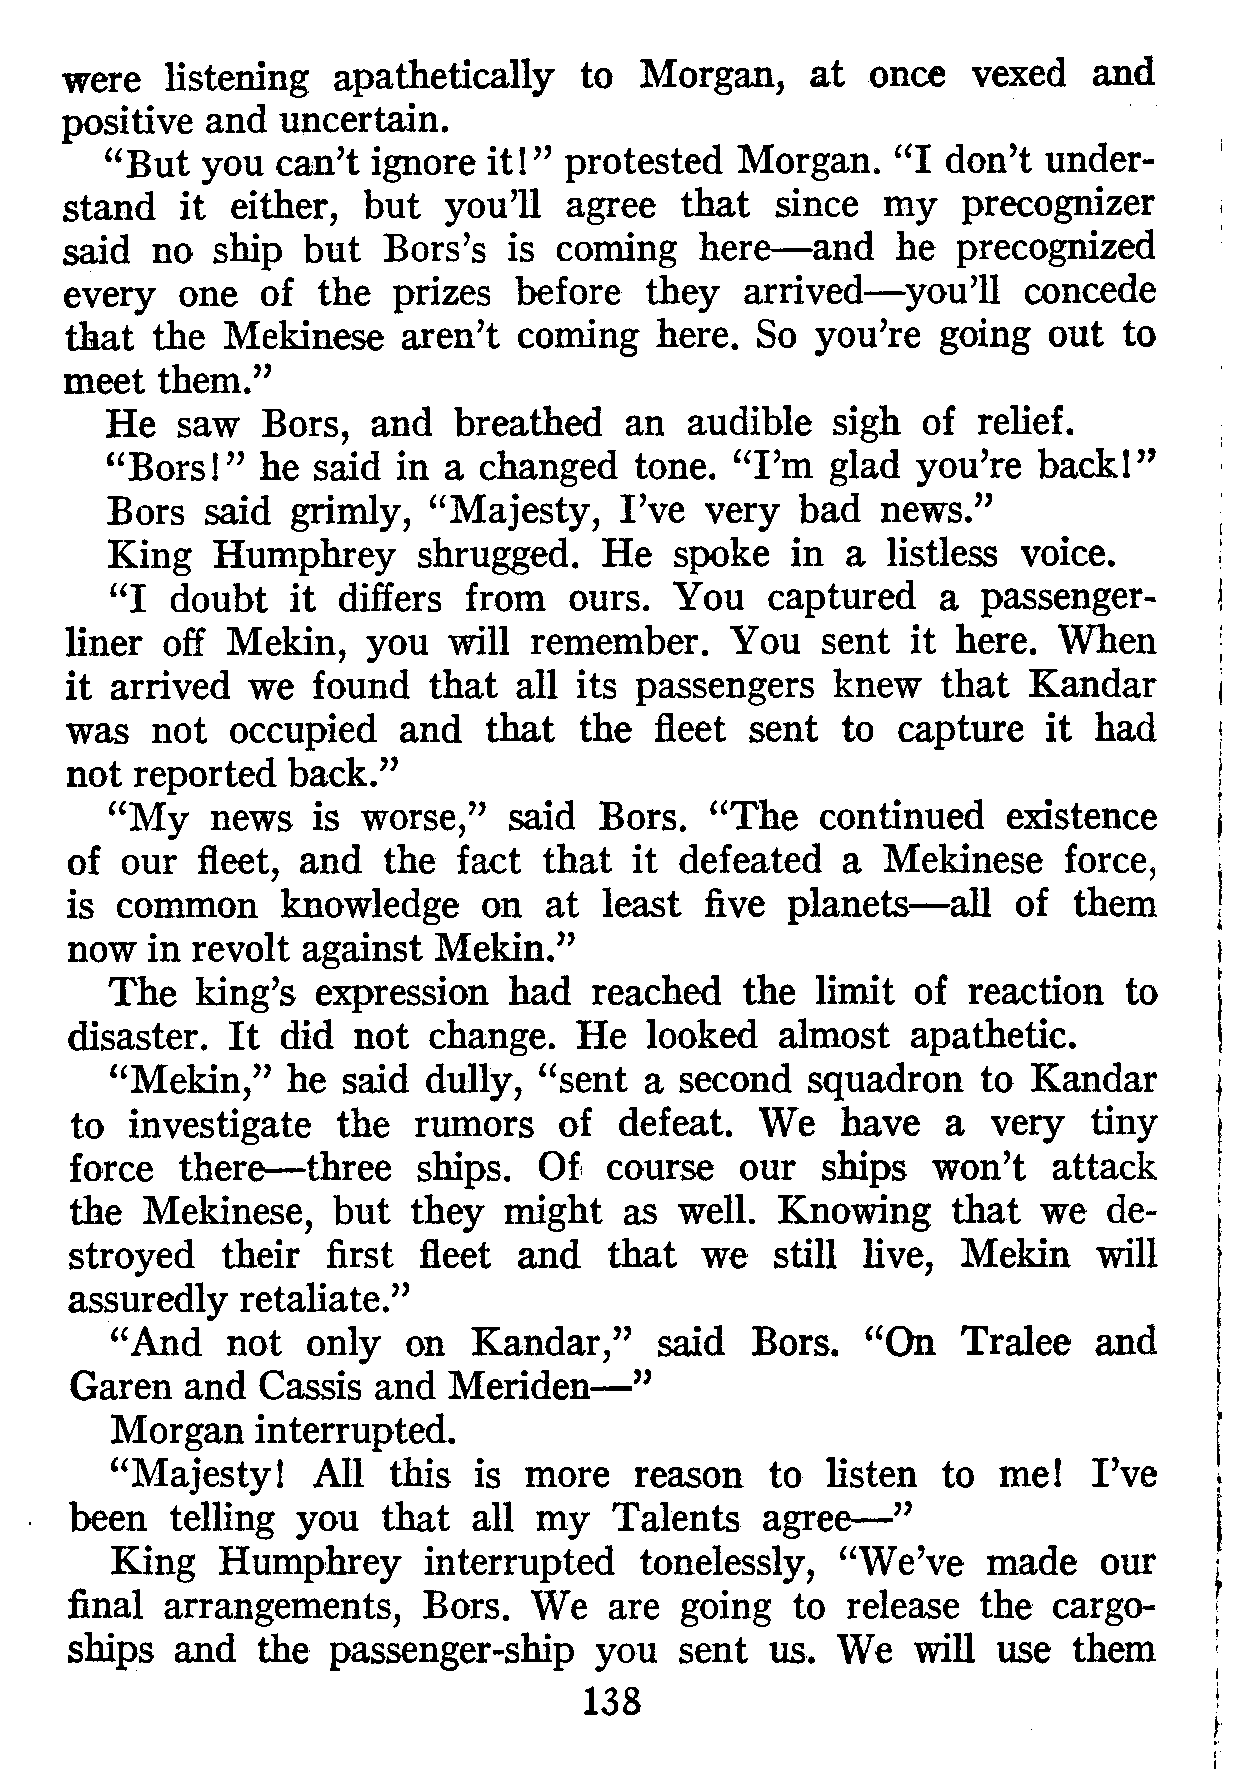 were listening apathetically to Morgan, at once vexed and
positive and uncertain.
“But you can’t ignore it!” protested Morgan. “I don’t under-
stand it either, but you’ll agree that since my precognizer
said no ship but Bors’s is coming here—and he precognized
every one of the prizes before they arrived—you’ll concede
that the Mekinese aren’t coming here. So you’re going out to
meet them.”
He saw Bors, and breathed an audible sigh of relief.
“Bors!” he said in a changed tone. “I’m glad you’re back!”
Bors said grimly, “Majesty, I’ve very bad news.”
King Humphrey shrugged. He spoke in a listless voice.
“I doubt it differs from ours. You captured a passenger-
liner off Mekin, you will remember. You sent it here. When
it arrived we found that all its passengers knew that Kandar
was not occupied and that the fleet sent to capture it had
not reported back.”
“My news is worse,” said Bors. “The continued existence
of our fleet, and the fact that it defeated a Mekinese force,
is common knowledge on at least five planets—all of them
now in revolt against Mekin.”
The king’s expression had reached the limit of reaction to
disaster. It did not change. He looked almost apathetic.
“Mekin,” he said dully, “sent a second squadron to Kandar
to investigate the rumors of defeat. We have a very tiny
force there—three ships. Of course our ships won’t attack
the Mekinese, but they might as well. Knowing that we de-
stroyed their first fleet and that we still live, Mekin will
assuredly retaliate.”
“And not only on Kandar,” said Bors. “On Tralee and
Garen and Cassis and Meriden—”
Morgan interrupted.
“Majesty! All this is more reason to listen to me! I’ve
been telling you that all my Talents agree—”
King Humphrey interrupted tonelessly, “We’ve made our
final arrangements, Bors. We are going to release the cargo-
ships and the passenger-ship you sent us. We will use them
138